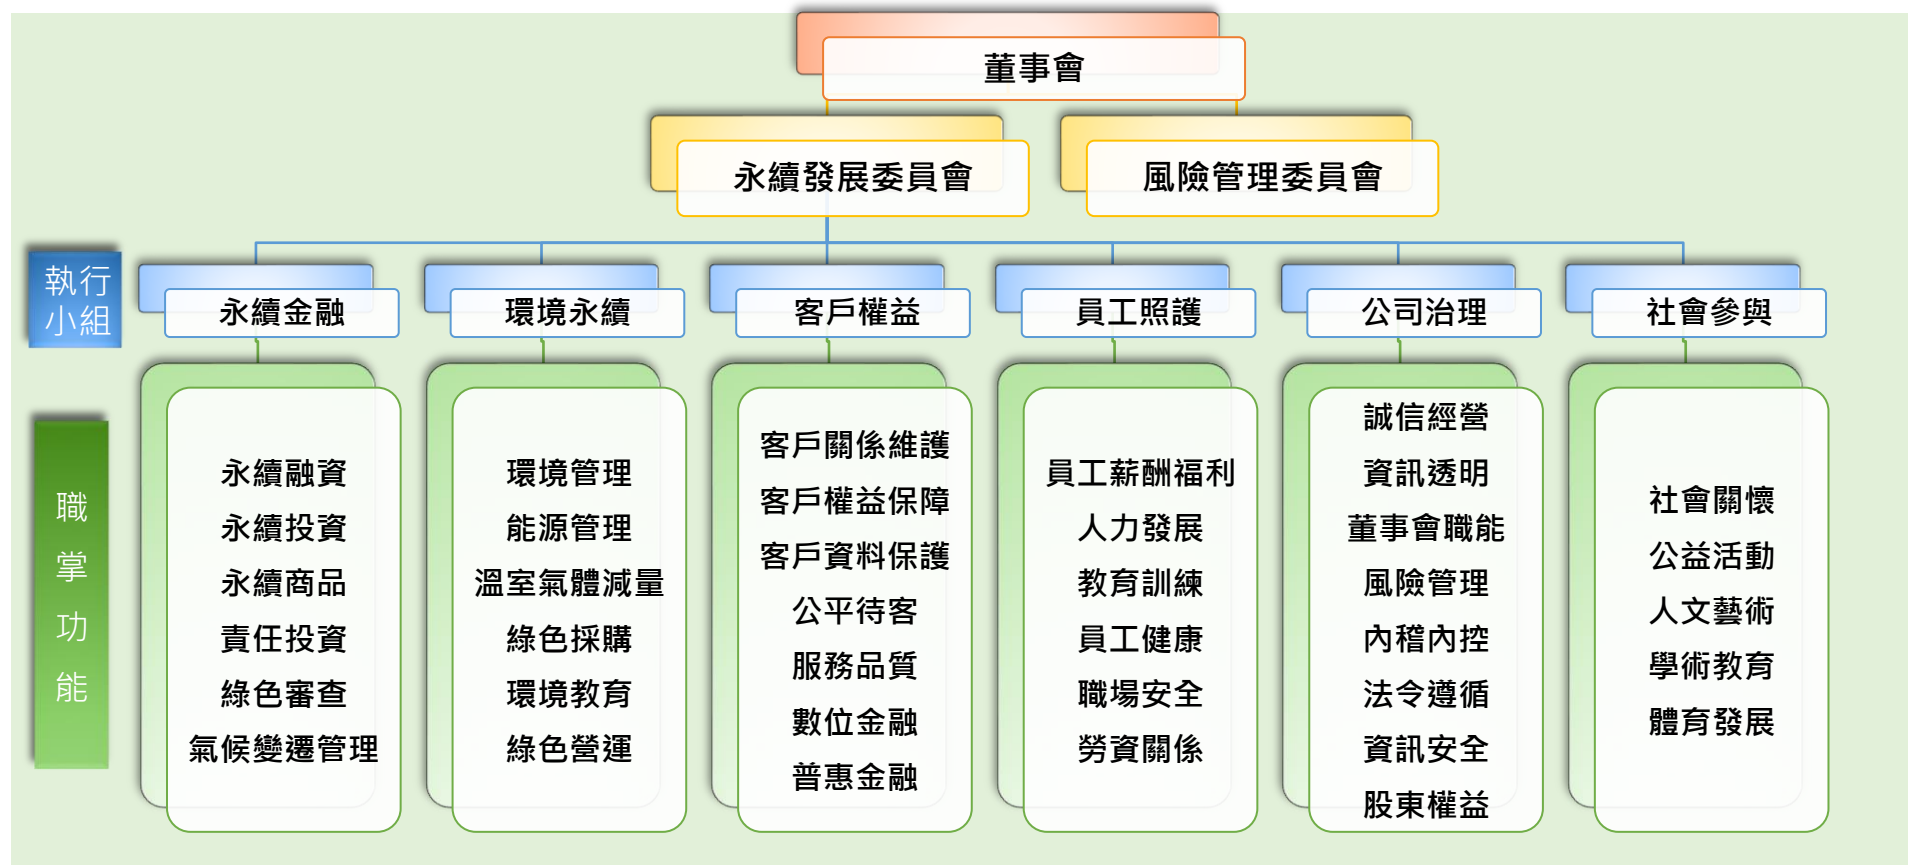 董事會
永續發展委員會
風險管理委員會
執行
小組
永續金融
環境永續
客戶權益
員工照護
公司治理
社會參與
職
掌
功
能
永續融資
永續投資
永續商品
責任投資
綠色審查
氣候變遷管理
環境管理
能源管理
溫室氣體減量
綠色採購
環境教育
綠色營運
客戶關係維護
客戶權益保障
客戶資料保護
公平待客
服務品質
數位金融
普惠金融
員工薪酬福利
人力發展
教育訓練
員工健康
職場安全
勞資關係
誠信經營
資訊透明
董事會職能
風險管理
內稽內控
法令遵循
資訊安全
股東權益
社會關懷
公益活動
人文藝術
學術教育
體育發展